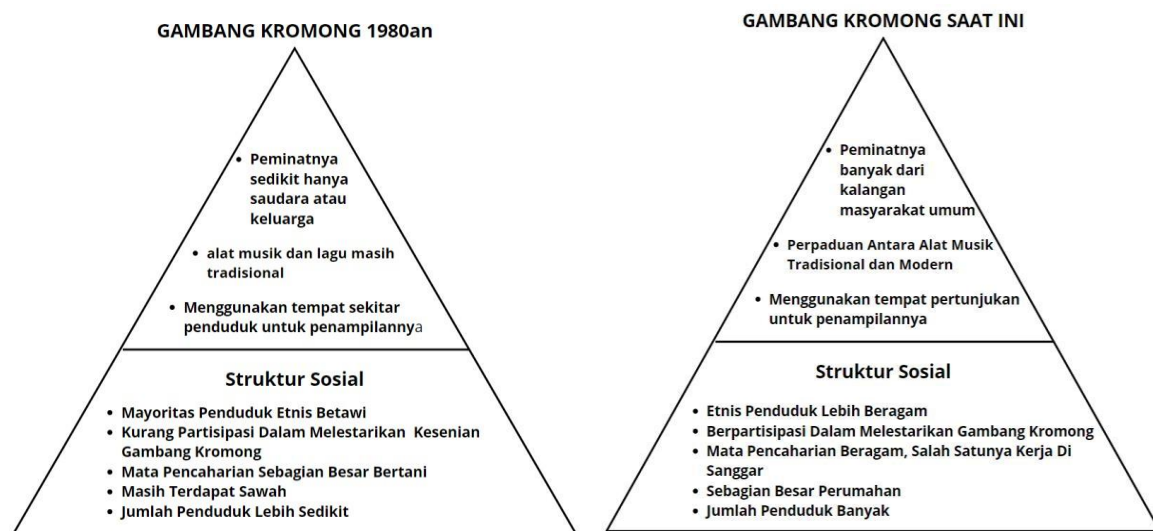 GAMBANG KROMONG 1980an
• Peminatnya
sedikit hanya
saudara atau
keluarga
• alat musik dan lagu masih
tradisional
• Menggunakan tempat sekitar
penduduk untuk penampilannya
Struktur Sosial
• Mayoritas Penduduk Etnis Betawi
• Kurang Partisipasi Dalam Melestarikan Kesenian
Gambang Kromong
• Mata Pencaharian Sebagian Besar Bertani
• Masih Terdapat Sawah
• Jumlah Penduduk Lebih Sedikit
GAMBANG KROMONG SAAT INI
• Peminatnya
banyak dari
kalangan
masyarakat umum
• Perpaduan Antara Alat Musik
Tradisional dan Modern
• Menggunakan tempat pertunjukan
untuk penampilannya
Struktur Sosial
• Etnis Penduduk Lebih Beragam
• Berpartisipasi Dalam Melestarikan Gambang Kromong
• Mata Pencaharian Beragam, Salah Satunya Kerja Di
Sanggar
• Sebagian Besar Perumahan
• Jumlah Penduduk Banyak